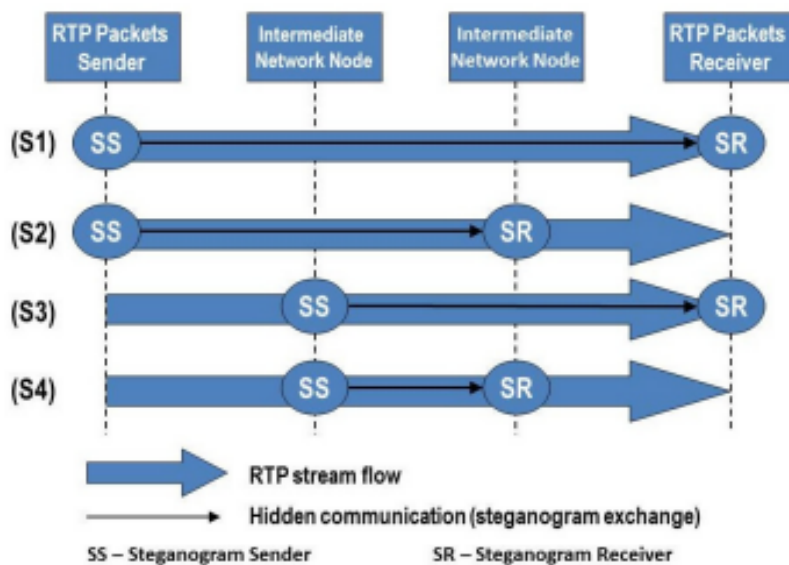 RTP Packets
Sender
Intermediate
Network Node
Intermediate
Network Node
RTP Packets
Receiver
(S1)
SS
SR
(S2)
SS
SR
(S3)
SS
SR
(S4)
SS
SR
RTP stream flow
Hidden communication (steganogram exchange)
SS – Steganogram Sender
SR – Steganogram Receiver